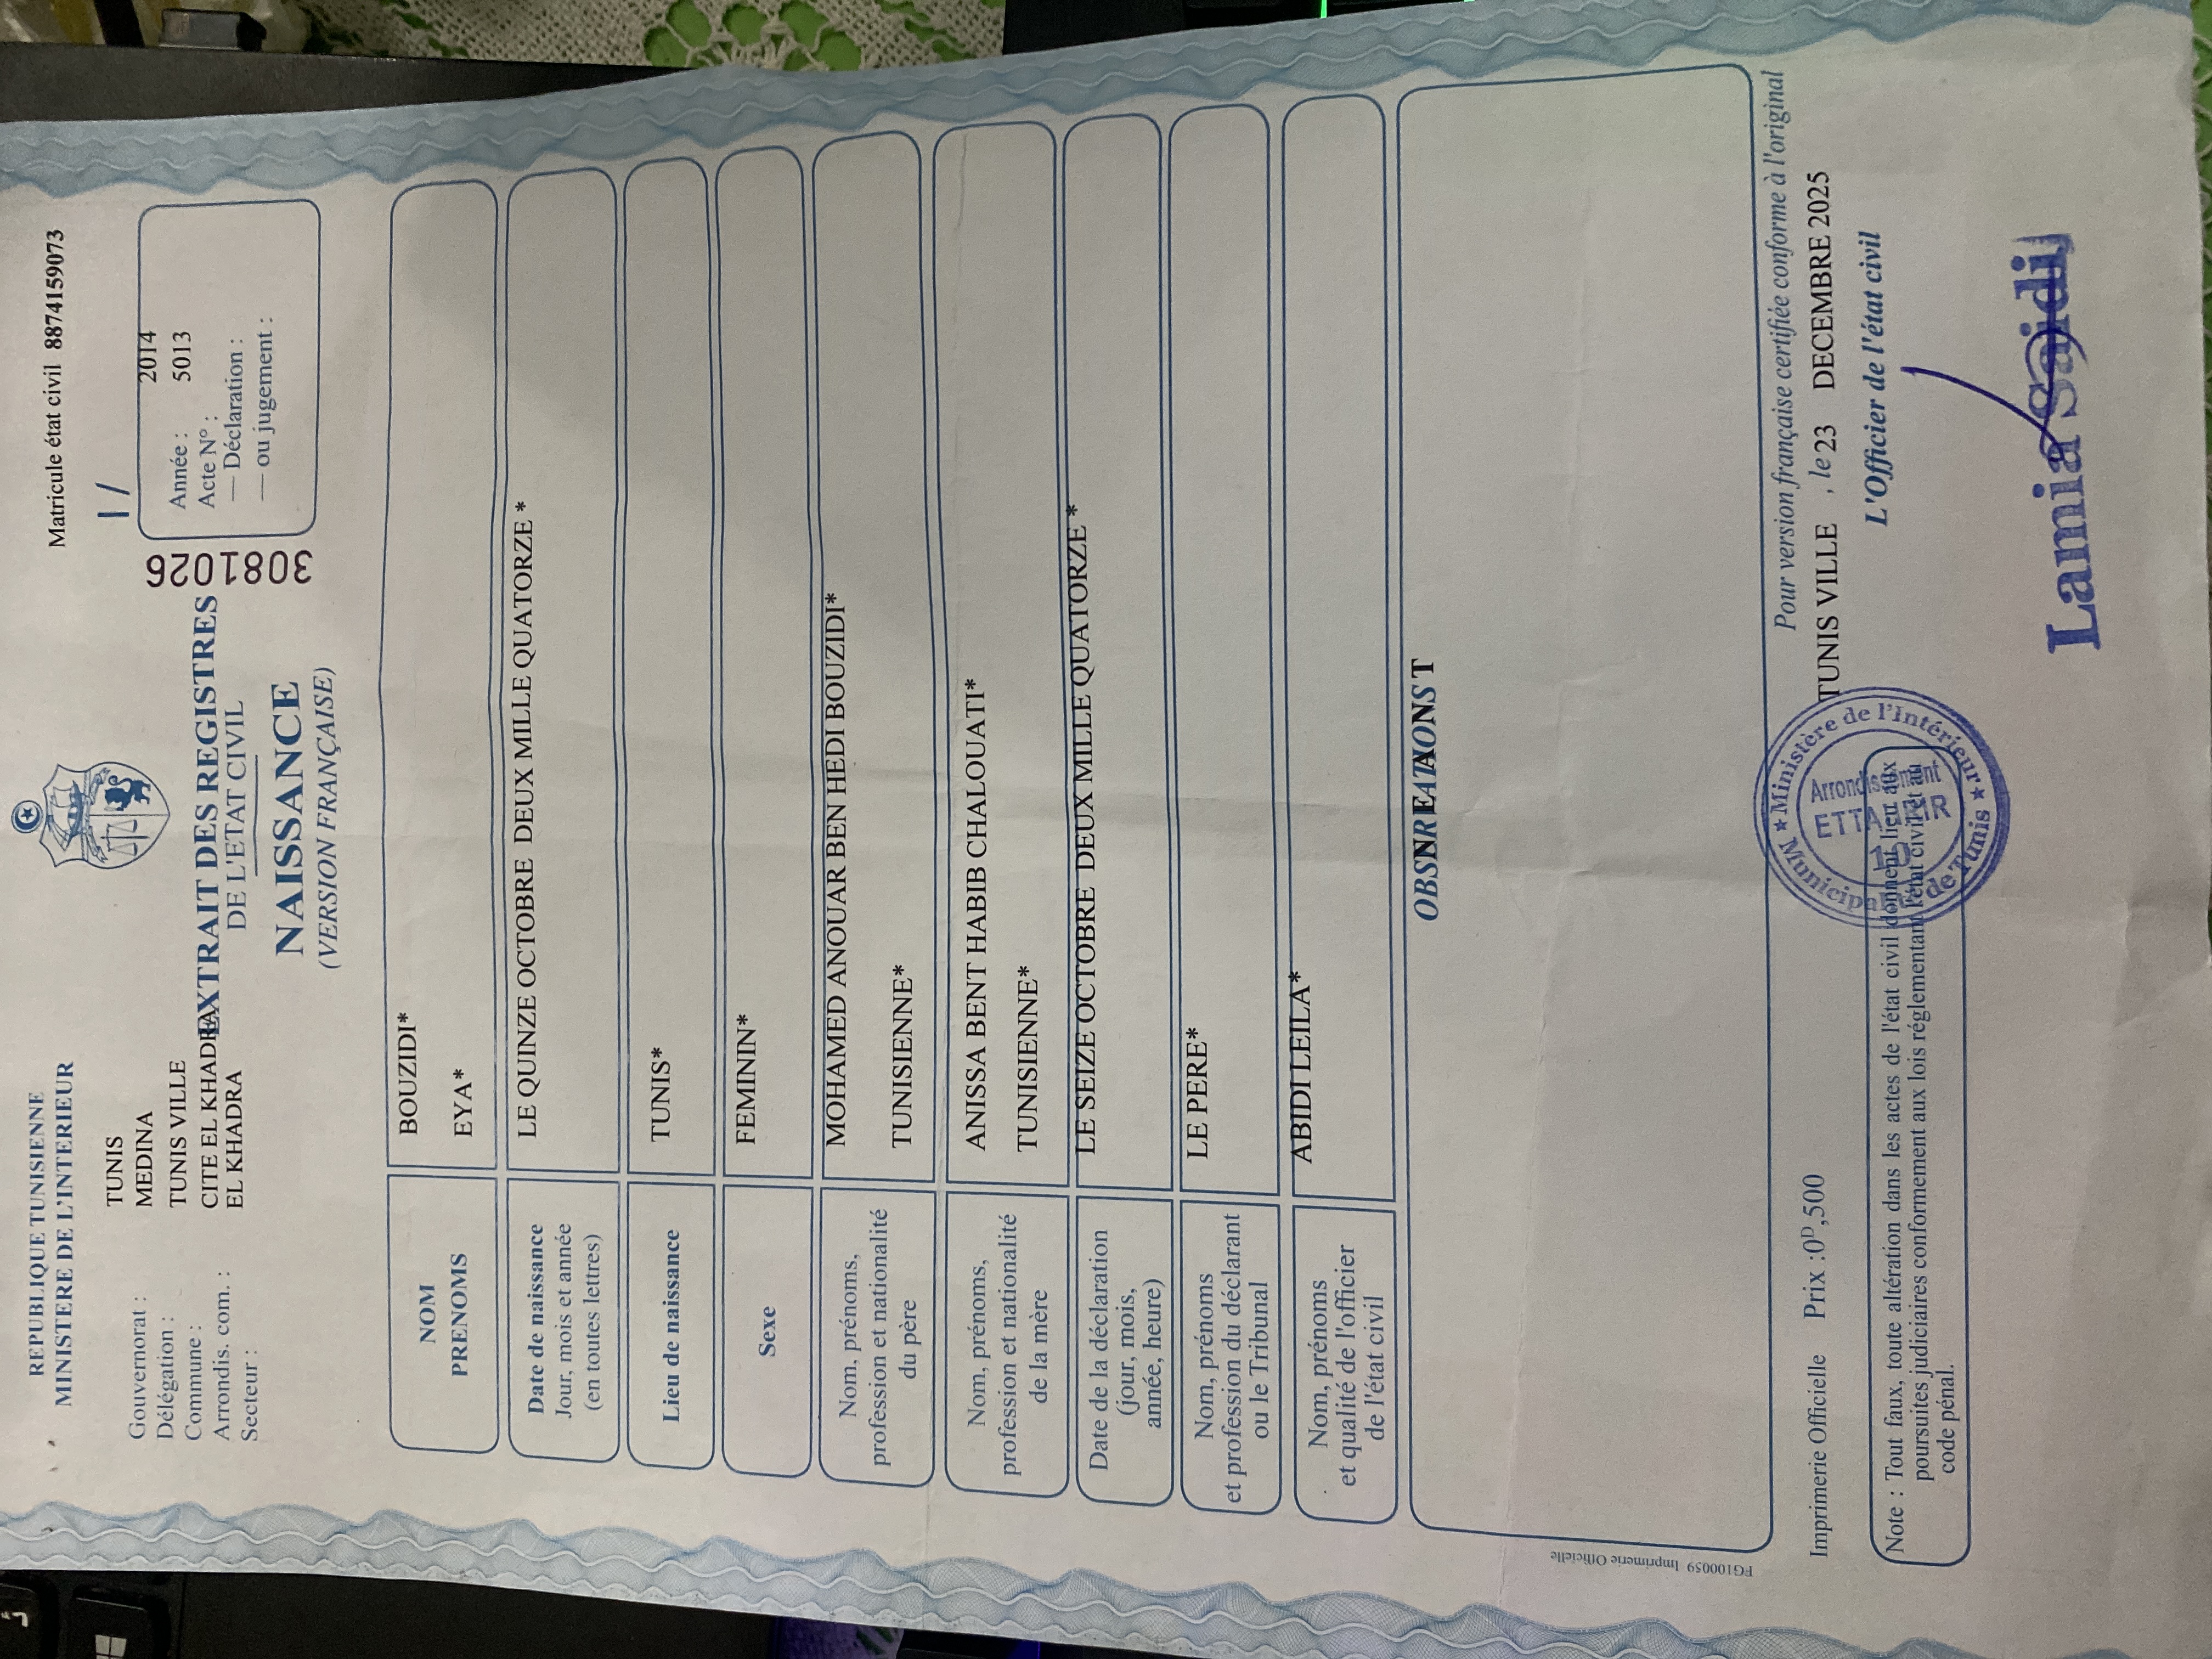 REPUBLIQUE TUNISIENNE
MINISTERE DE L'INTERIEUR
Matricule état civil 8874159073
Gouvernorat : TUNIS
Délégation : MEDINA
Commune : TUNIS VILLE
Arrondis. com. : CITE EL KHADRA
Secteur : EL KHADRA
EXTRAIT DES REGISTRES
DE L'ETAT CIVIL
NAISSANCE
(VERSION FRANÇAISE)
3081026
1 /
Année : 2014
Acte N° : 5013
— Déclaration :
— ou jugement :
NOM BOUZIDI*
PRENOMS EYA*
Date de naissance
Jour, mois et année
(en toutes lettres)
LE QUINZE OCTOBRE DEUX MILLE QUATORZE *
Lieu de naissance TUNIS*
Sexe FEMININ*
Nom, prénoms,
profession et nationalité
du père
MOHAMED ANOUAR BEN HEDI BOUZIDI*
TUNISIENNE*
Nom, prénoms,
profession et nationalité
de la mère
ANISSA BENT HABIB CHALOUATI*
TUNISIENNE*
Date de la déclaration
(jour, mois,
année, heure)
LE SEIZE OCTOBRE DEUX MILLE QUATORZE *
Nom, prénoms
et profession du déclarant
ou le Tribunal
LE PERE*
Nom, prénoms
et qualité de l'officier
de l'état civil
ABIDI LEILA*
FG100059 Imprimerie Officielle
Pour version française certifiée conforme à l'original
TUNIS VILLE , le 23 DECEMBRE 2025
L'Officier de l'état civil
Imprimerie Officielle Prix : 0ᴰ,500
Note : Tout faux, toute altération dans les actes de l'état civil donnent lieu aux
poursuites judiciaires conformement aux lois réglementant l'état civil et au
code pénal.
★ Ministère de l'Intérieur ★
Municipalité de Tunis
Arrondissement
Lamia Saidi